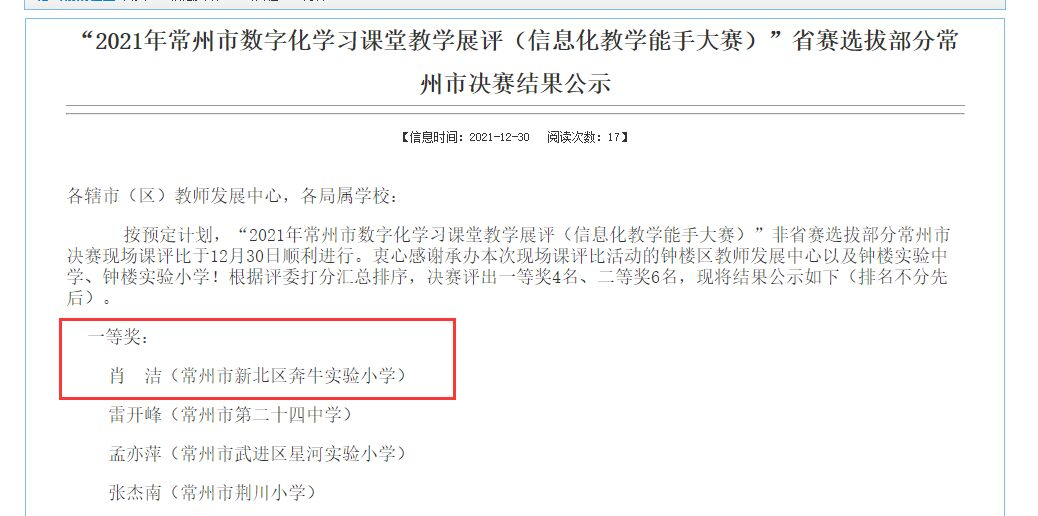 “2021年常州市数字化学习课堂教学展评（信息化教学能手大赛）”省赛选拔部分常
州市决赛结果公示
【信息时间：2021-12-30 阅读次数：17】
各辖市（区）教师发展中心，各局属学校：
按预定计划，“2021年常州市数字化学习课堂教学展评（信息化教学能手大赛）”非省赛选拔部分常州市
决赛现场课评比于12月30日顺利进行。衷心感谢承办本次现场课评比活动的钟楼区教师发展中心以及钟楼实验中
学、钟楼实验小学！根据评委打分汇总排序，决赛评出一等奖4名、二等奖6名，现将结果公示如下（排名不分先
后）。
一等奖：
肖　洁（常州市新北区奔牛实验小学）
雷开峰（常州市第二十四中学）
孟亦萍（常州市武进区星河实验小学）
张杰南（常州市荆川小学）